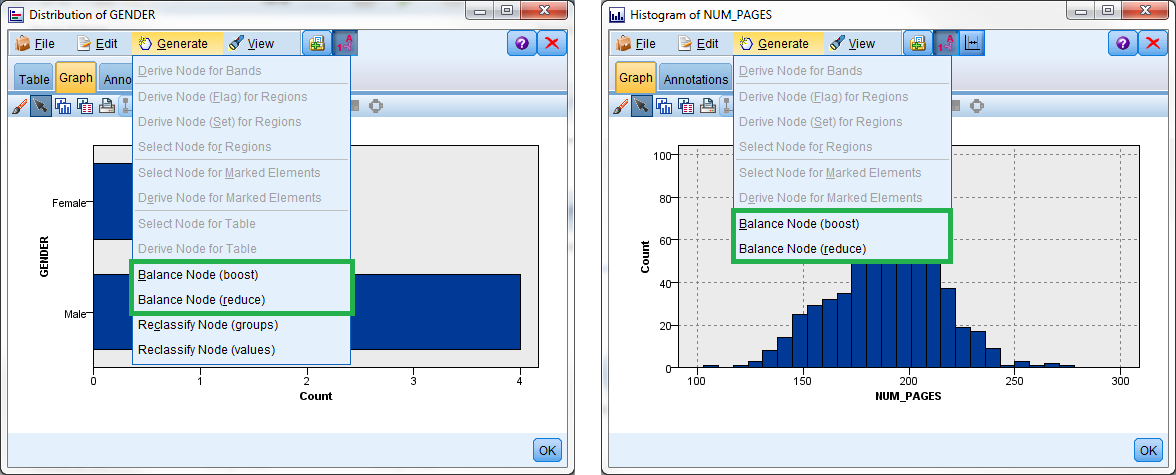 Distribution of GENDER
File Edit Generate View
Table Graph Anno
Derive Node for Bands
Derive Node (Flag) for Regions
Derive Node (Set) for Regions
Select Node for Regions
Select Node for Marked Elements
Derive Node for Marked Elements
Select Node for Table
Derive Node for Table
Balance Node (boost)
Balance Node (reduce)
Reclassify Node (groups)
Reclassify Node (values)
GENDER
Female
Male
0 1 2 3 4
Count
OK
Histogram of NUM_PAGES
File Edit Generate View
Graph Annotations
Derive Node for Bands
Derive Node (Flag) for Regions
Derive Node (Set) for Regions
Select Node for Regions
Select Node for Marked Elements
Derive Node for Marked Elements
Balance Node (boost)
Balance Node (reduce)
Count
100
80
60
40
20
0
100 150 200 250 300
NUM_PAGES
OK